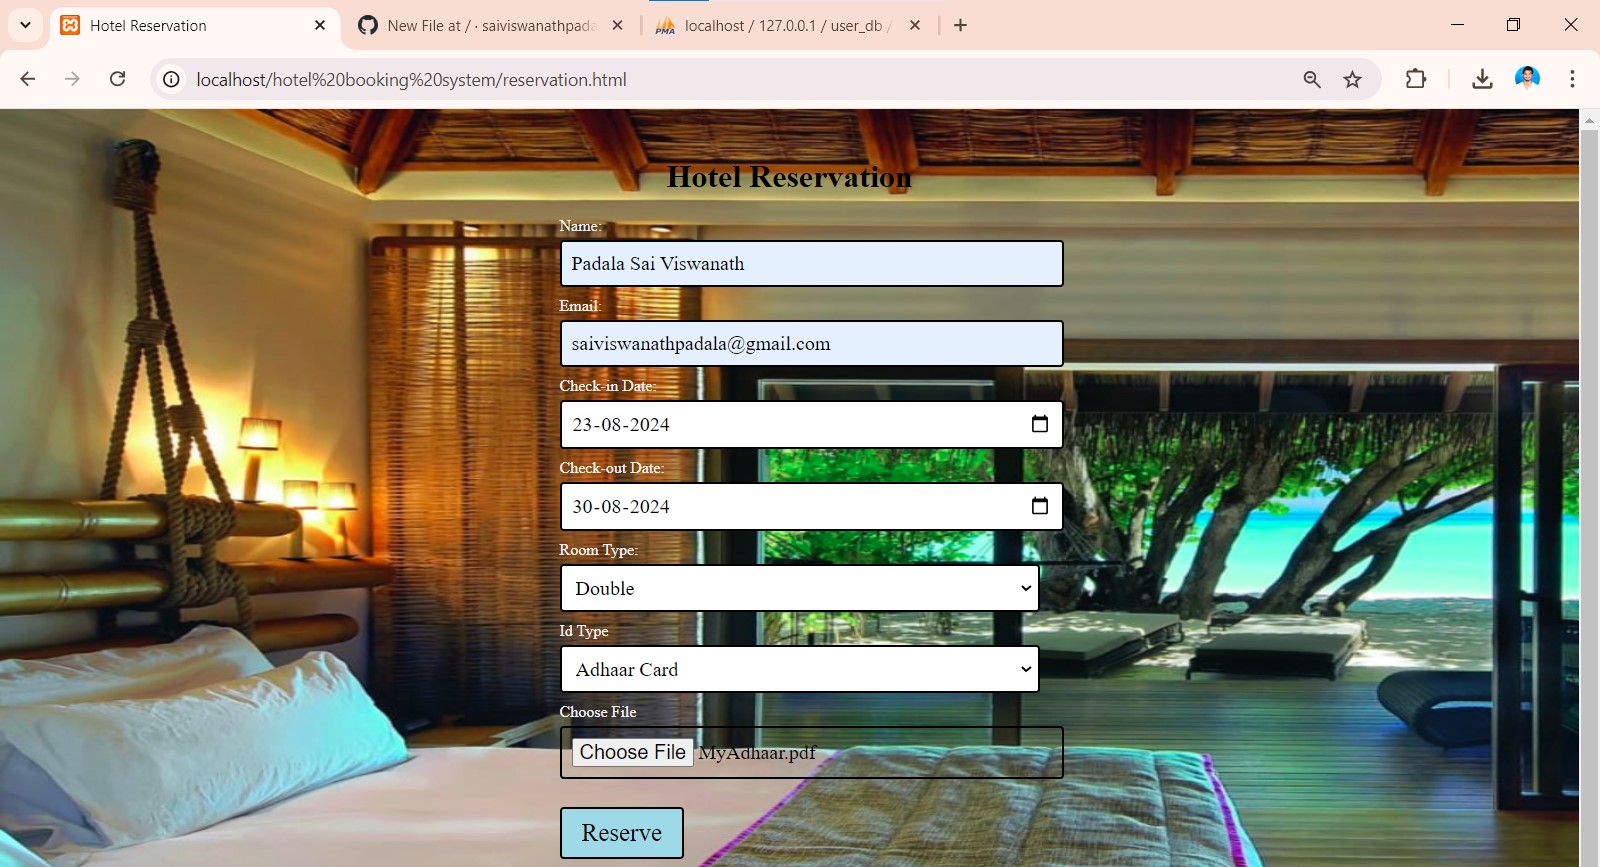 Hotel Reservation
New File at / · saiviswanathpada
PMA
localhost / 127.0.0.1 / user_db /
localhost/hotel%20booking%20system/reservation.html
Hotel Reservation
Name:
Padala Sai Viswanath
Email:
saiviswanathpadala@gmail.com
Check-in Date:
23-08-2024
Check-out Date:
30-08-2024
Room Type:
Double
Id Type
Adhaar Card
Choose File
Choose File MyAdhaar.pdf
Reserve